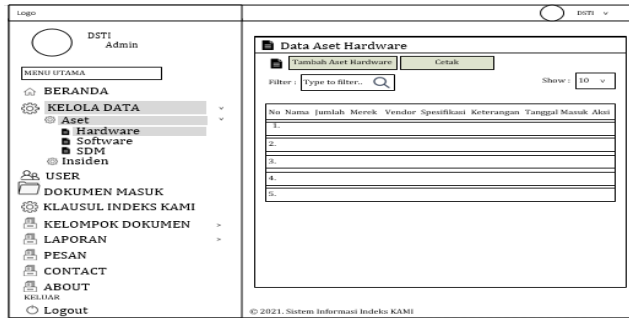 Logo
DSTI
DSTI
Admin
MENU UTAMA
BERANDA
KELOLA DATA
Aset
Hardware
Software
SDM
Insiden
USER
DOKUMEN MASUK
KLAUSUL INDEKS KAMI
KELOMPOK DOKUMEN
LAPORAN
PESAN
CONTACT
ABOUT
KELUAR
Logout
Data Aset Hardware
Tambah Aset Hardware Cetak
Filter : Type to filter.. Show : 10
No Nama Jumlah Merek Vendor Spesifikasi Keterangan Tanggal Masuk Aksi
1.
2.
3.
4.
5.
© 2021. Sistem Informasi Indeks KAMI